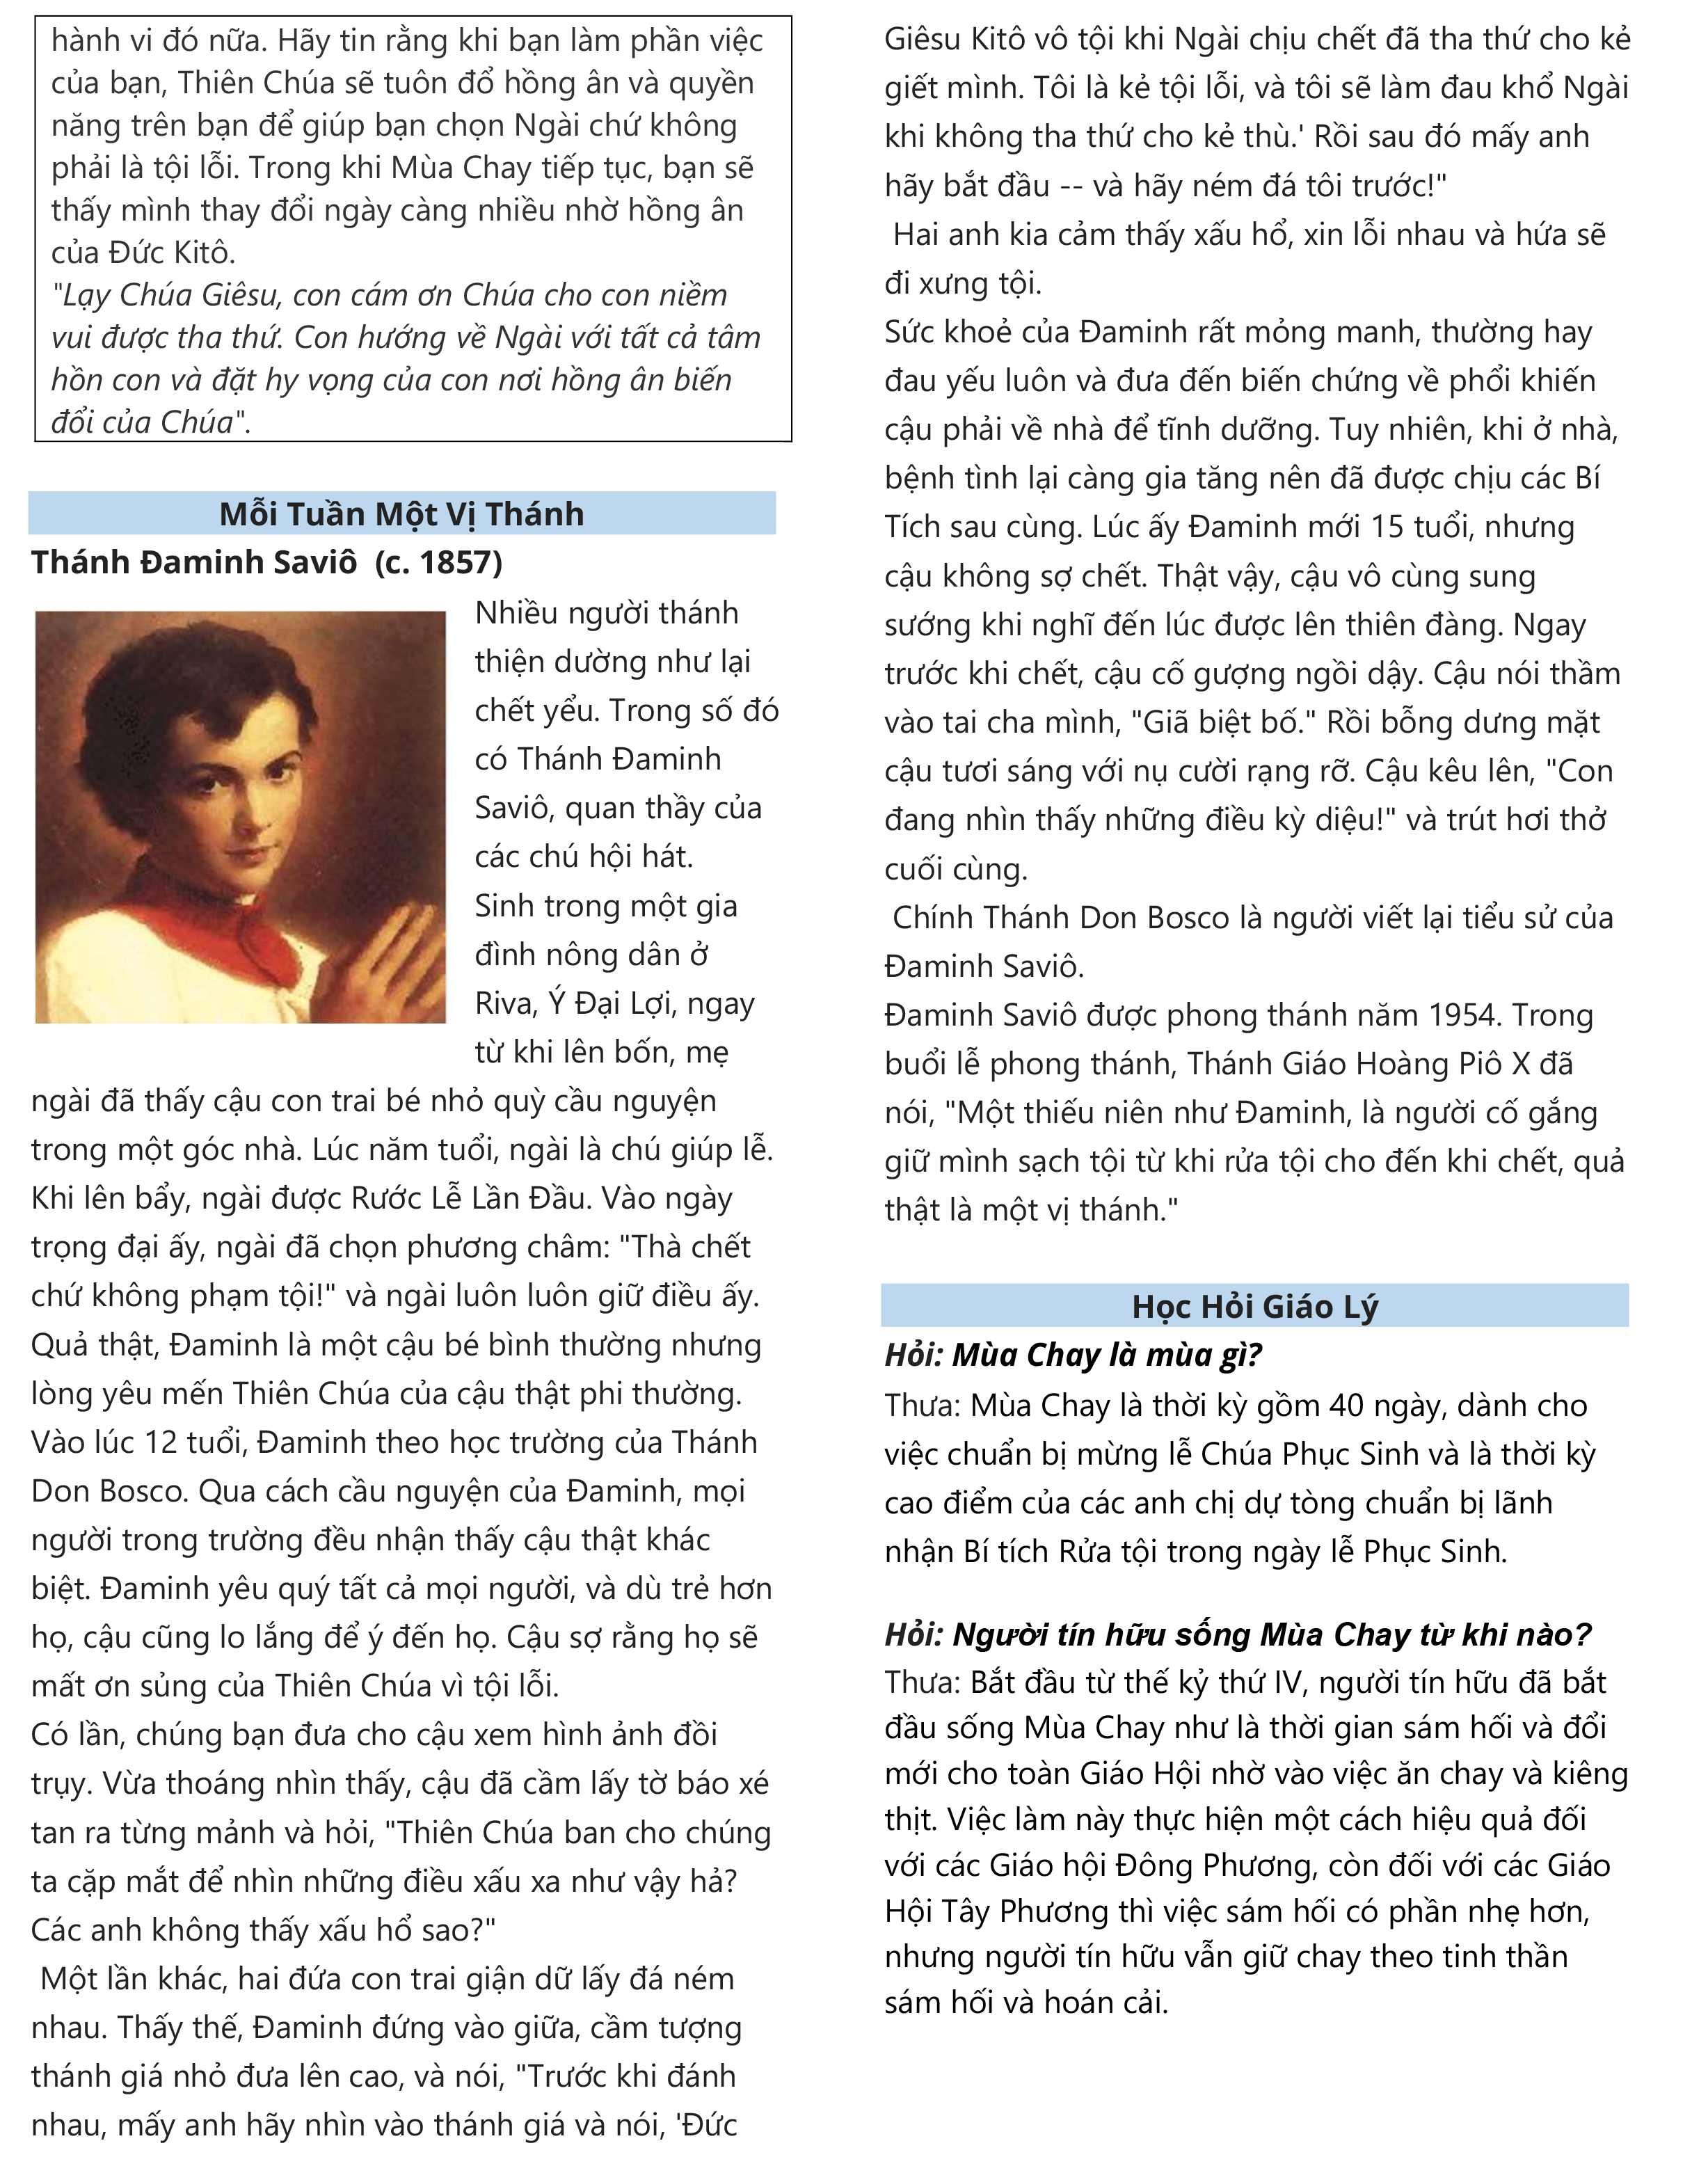 hành vi đó nữa. Hãy tin rằng khi bạn làm phần việc
của bạn, Thiên Chúa sẽ tuôn đổ hồng ân và quyền
năng trên bạn để giúp bạn chọn Ngài chứ không
phải là tội lỗi. Trong khi Mùa Chay tiếp tục, bạn sẽ
thấy mình thay đổi ngày càng nhiều nhờ hồng ân
của Đức Kitô.
"Lạy Chúa Giêsu, con cám ơn Chúa cho con niềm
vui được tha thứ. Con hướng về Ngài với tất cả tâm
hồn con và đặt hy vọng của con nơi hồng ân biến
đổi của Chúa".
Mỗi Tuần Một Vị Thánh
Thánh Đaminh Saviô (c. 1857)
Nhiều người thánh
thiện dường như lại
chết yểu. Trong số đó
có Thánh Đaminh
Saviô, quan thầy của
các chú hội hát.
Sinh trong một gia
đình nông dân ở
Riva, Ý Đại Lợi, ngay
từ khi lên bốn, mẹ
ngài đã thấy cậu con trai bé nhỏ quỳ cầu nguyện
trong một góc nhà. Lúc năm tuổi, ngài là chú giúp lễ.
Khi lên bẩy, ngài được Rước Lễ Lần Đầu. Vào ngày
trọng đại ấy, ngài đã chọn phương châm: "Thà chết
chứ không phạm tội!" và ngài luôn luôn giữ điều ấy.
Quả thật, Đaminh là một cậu bé bình thường nhưng
lòng yêu mến Thiên Chúa của cậu thật phi thường.
Vào lúc 12 tuổi, Đaminh theo học trường của Thánh
Don Bosco. Qua cách cầu nguyện của Đaminh, mọi
người trong trường đều nhận thấy cậu thật khác
biệt. Đaminh yêu quý tất cả mọi người, và dù trẻ hơn
họ, cậu cũng lo lắng để ý đến họ. Cậu sợ rằng họ sẽ
mất ơn sủng của Thiên Chúa vì tội lỗi.
Có lần, chúng bạn đưa cho cậu xem hình ảnh đồi
trụy. Vừa thoáng nhìn thấy, cậu đã cầm lấy tờ báo xé
tan ra từng mảnh và hỏi, "Thiên Chúa ban cho chúng
ta cặp mắt để nhìn những điều xấu xa như vậy hả?
Các anh không thấy xấu hổ sao?"
Một lần khác, hai đứa con trai giận dữ lấy đá ném
nhau. Thấy thế, Đaminh đứng vào giữa, cầm tượng
thánh giá nhỏ đưa lên cao, và nói, "Trước khi đánh
nhau, mấy anh hãy nhìn vào thánh giá và nói, 'Đức
Giêsu Kitô vô tội khi Ngài chịu chết đã tha thứ cho kẻ
giết mình. Tôi là kẻ tội lỗi, và tôi sẽ làm đau khổ Ngài
khi không tha thứ cho kẻ thù.' Rồi sau đó mấy anh
hãy bắt đầu -- và hãy ném đá tôi trước!"
Hai anh kia cảm thấy xấu hổ, xin lỗi nhau và hứa sẽ
đi xưng tội.
Sức khoẻ của Đaminh rất mỏng manh, thường hay
đau yếu luôn và đưa đến biến chứng về phổi khiến
cậu phải về nhà để tĩnh dưỡng. Tuy nhiên, khi ở nhà,
bệnh tình lại càng gia tăng nên đã được chịu các Bí
Tích sau cùng. Lúc ấy Đaminh mới 15 tuổi, nhưng
cậu không sợ chết. Thật vậy, cậu vô cùng sung
sướng khi nghĩ đến lúc được lên thiên đàng. Ngay
trước khi chết, cậu cố gượng ngồi dậy. Cậu nói thầm
vào tai cha mình, "Giã biệt bố." Rồi bỗng dưng mặt
cậu tươi sáng với nụ cười rạng rỡ. Cậu kêu lên, "Con
đang nhìn thấy những điều kỳ diệu!" và trút hơi thở
cuối cùng.
Chính Thánh Don Bosco là người viết lại tiểu sử của
Đaminh Saviô.
Đaminh Saviô được phong thánh năm 1954. Trong
buổi lễ phong thánh, Thánh Giáo Hoàng Piô X đã
nói, "Một thiếu niên như Đaminh, là người cố gắng
giữ mình sạch tội từ khi rửa tội cho đến khi chết, quả
thật là một vị thánh."
Học Hỏi Giáo Lý
Hỏi: Mùa Chay là mùa gì?
Thưa: Mùa Chay là thời kỳ gồm 40 ngày, dành cho
việc chuẩn bị mừng lễ Chúa Phục Sinh và là thời kỳ
cao điểm của các anh chị dự tòng chuẩn bị lãnh
nhận Bí tích Rửa tội trong ngày lễ Phục Sinh.
Hỏi: Người tín hữu sống Mùa Chay từ khi nào?
Thưa: Bắt đầu từ thế kỷ thứ IV, người tín hữu đã bắt
đầu sống Mùa Chay như là thời gian sám hối và đổi
mới cho toàn Giáo Hội nhờ vào việc ăn chay và kiêng
thịt. Việc làm này thực hiện một cách hiệu quả đối
với các Giáo hội Đông Phương, còn đối với các Giáo
Hội Tây Phương thì việc sám hối có phần nhẹ hơn,
nhưng người tín hữu vẫn giữ chay theo tinh thần
sám hối và hoán cải.